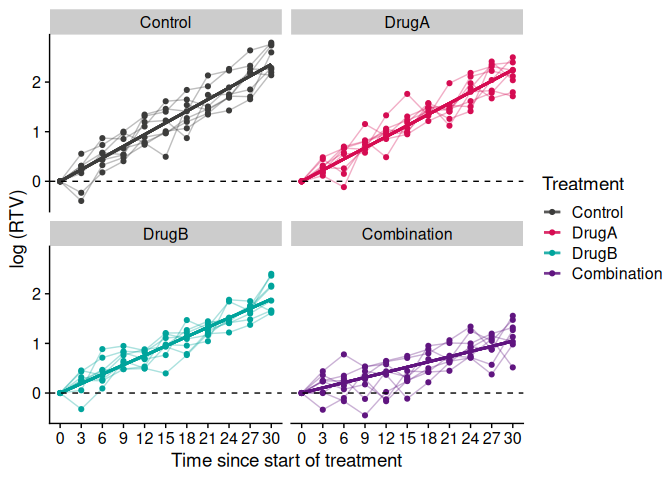 Control
DrugA
2
1
0
log (RTV)
DrugB
Combination
2
1
0
0 3 6 9 12 15 18 21 24 27 30
0 3 6 9 12 15 18 21 24 27 30
Time since start of treatment
Treatment
Control
DrugA
DrugB
Combination